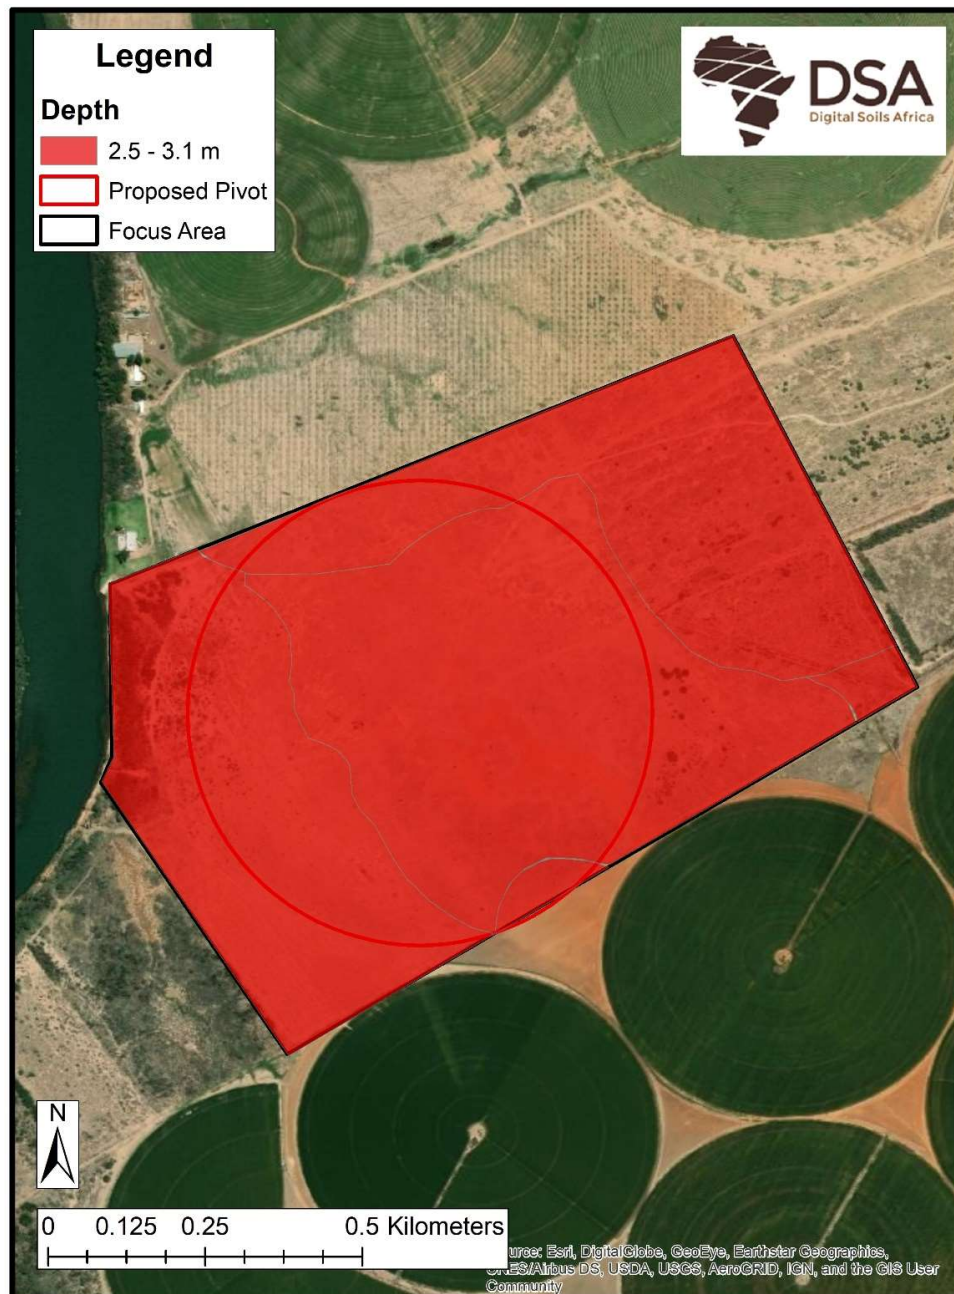 Legend
Depth
2.5 - 3.1 m
Proposed Pivot
Focus Area
DSA
Digital Soils Africa
N
0 0.125 0.25 0.5 Kilometers
Esri, DigitalGlobe, GeoEye, Earthstar Geographics,
DS, USDA, USGS, AeroGRID, IGN, and the GIS User
Community